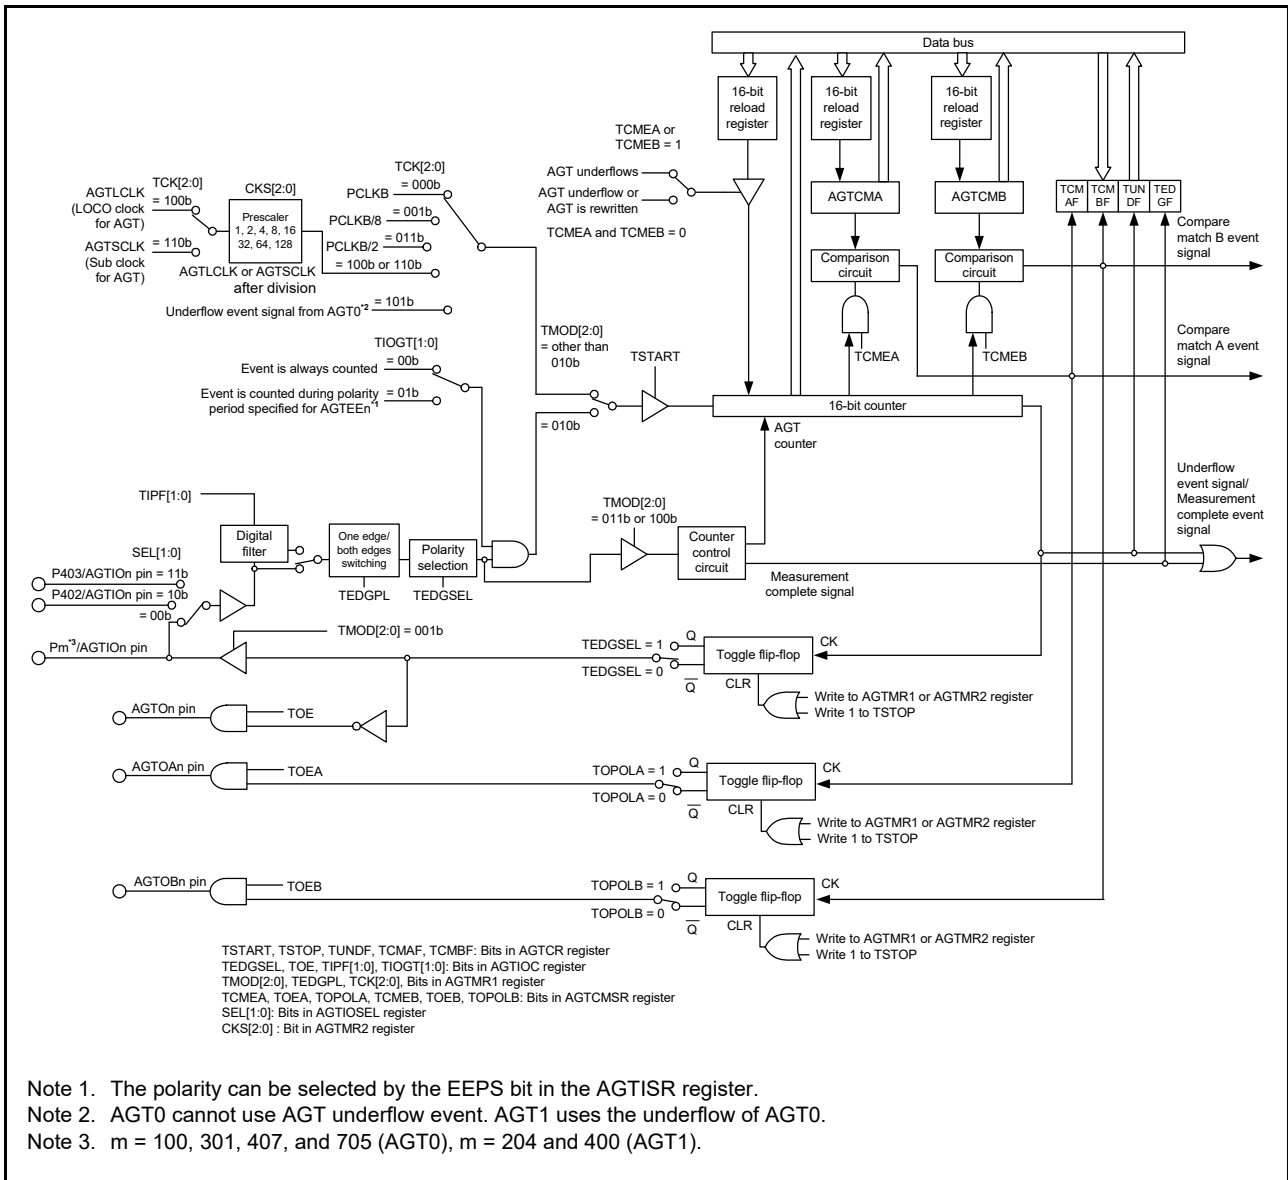 Data bus
16-bit
reload
register
16-bit
reload
register
16-bit
reload
register
TCMEA or
TCMEB = 1
AGT underflows
AGT underflow or
AGT is rewritten
TCMEA and TCMEB = 0
AGTCMA
AGTCMB
TCM
AF
TCM
BF
TUN
DF
TED
GF
Comparison
circuit
Comparison
circuit
TCMEA
TCMEB
Compare
match B event
signal
Compare
match A event
signal
TCK[2:0]
AGTLCLK
(LOCO clock
for AGT)
= 100b
AGTSCLK
(Sub clock
for AGT)
= 110b
CKS[2:0]
Prescaler
1, 2, 4, 8, 16
32, 64, 128
AGTLCLK or AGTSCLK
after division
TCK[2:0]
PCLKB
= 000b
PCLKB/8
= 001b
PCLKB/2
= 011b
= 100b or 110b
Underflow event signal from AGT0*2
= 101b
TIOGT[1:0]
Event is always counted
= 00b
Event is counted during polarity
period specified for AGTEEn*1
= 01b
TMOD[2:0]
= other than
010b
= 010b
TSTART
16-bit counter
AGT
counter
TIPF[1:0]
Digital
filter
One edge/
both edges
switching
Polarity
selection
TEDGPL
TEDGSEL
TMOD[2:0]
= 011b or 100b
Counter
control
circuit
Measurement
complete signal
Underflow
event signal/
Measurement
complete event
signal
SEL[1:0]
P403/AGTIOn pin = 11b
P402/AGTIOn pin = 10b
= 00b
Pm*3/AGTIOn pin
TMOD[2:0] = 001b
TEDGSEL = 1
TEDGSEL = 0
Q
Q
Toggle flip-flop
CK
CLR
Write to AGTMR1 or AGTMR2 register
Write 1 to TSTOP
AGTOn pin
TOE
AGTOAn pin
TOEA
TOPOLA = 1
TOPOLA = 0
Q
Q
Toggle flip-flop
CK
CLR
Write to AGTMR1 or AGTMR2 register
Write 1 to TSTOP
AGTOBn pin
TOEB
TOPOLB = 1
TOPOLB = 0
Q
Q
Toggle flip-flop
CK
CLR
Write to AGTMR1 or AGTMR2 register
Write 1 to TSTOP
TSTART, TSTOP, TUNDF, TCMAF, TCMBF: Bits in AGTCR register
TEDGSEL, TOE, TIPF[1:0], TIOGT[1:0]: Bits in AGTIOC register
TMOD[2:0], TEDGPL, TCK[2:0], Bits in AGTMR1 register
TCMEA, TOEA, TOPOLA, TCMEB, TOEB, TOPOLB: Bits in AGTCMSR register
SEL[1:0]: Bits in AGTIOSEL register
CKS[2:0] : Bit in AGTMR2 register
Note 1. The polarity can be selected by the EEPS bit in the AGTISR register.
Note 2. AGT0 cannot use AGT underflow event. AGT1 uses the underflow of AGT0.
Note 3. m = 100, 301, 407, and 705 (AGT0), m = 204 and 400 (AGT1).